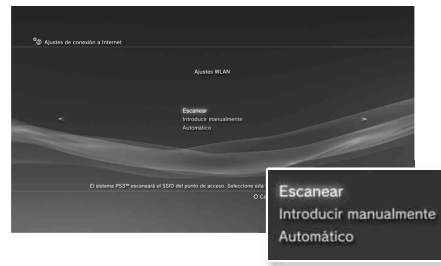 Ajustes de conexión a Internet
Ajustes WLAN
Escanear
Introducir manualmente
Automático
El sistema PS3™ escaneará el SSID del punto de acceso. Seleccione esta
Escanear
Introducir manualmente
Automático